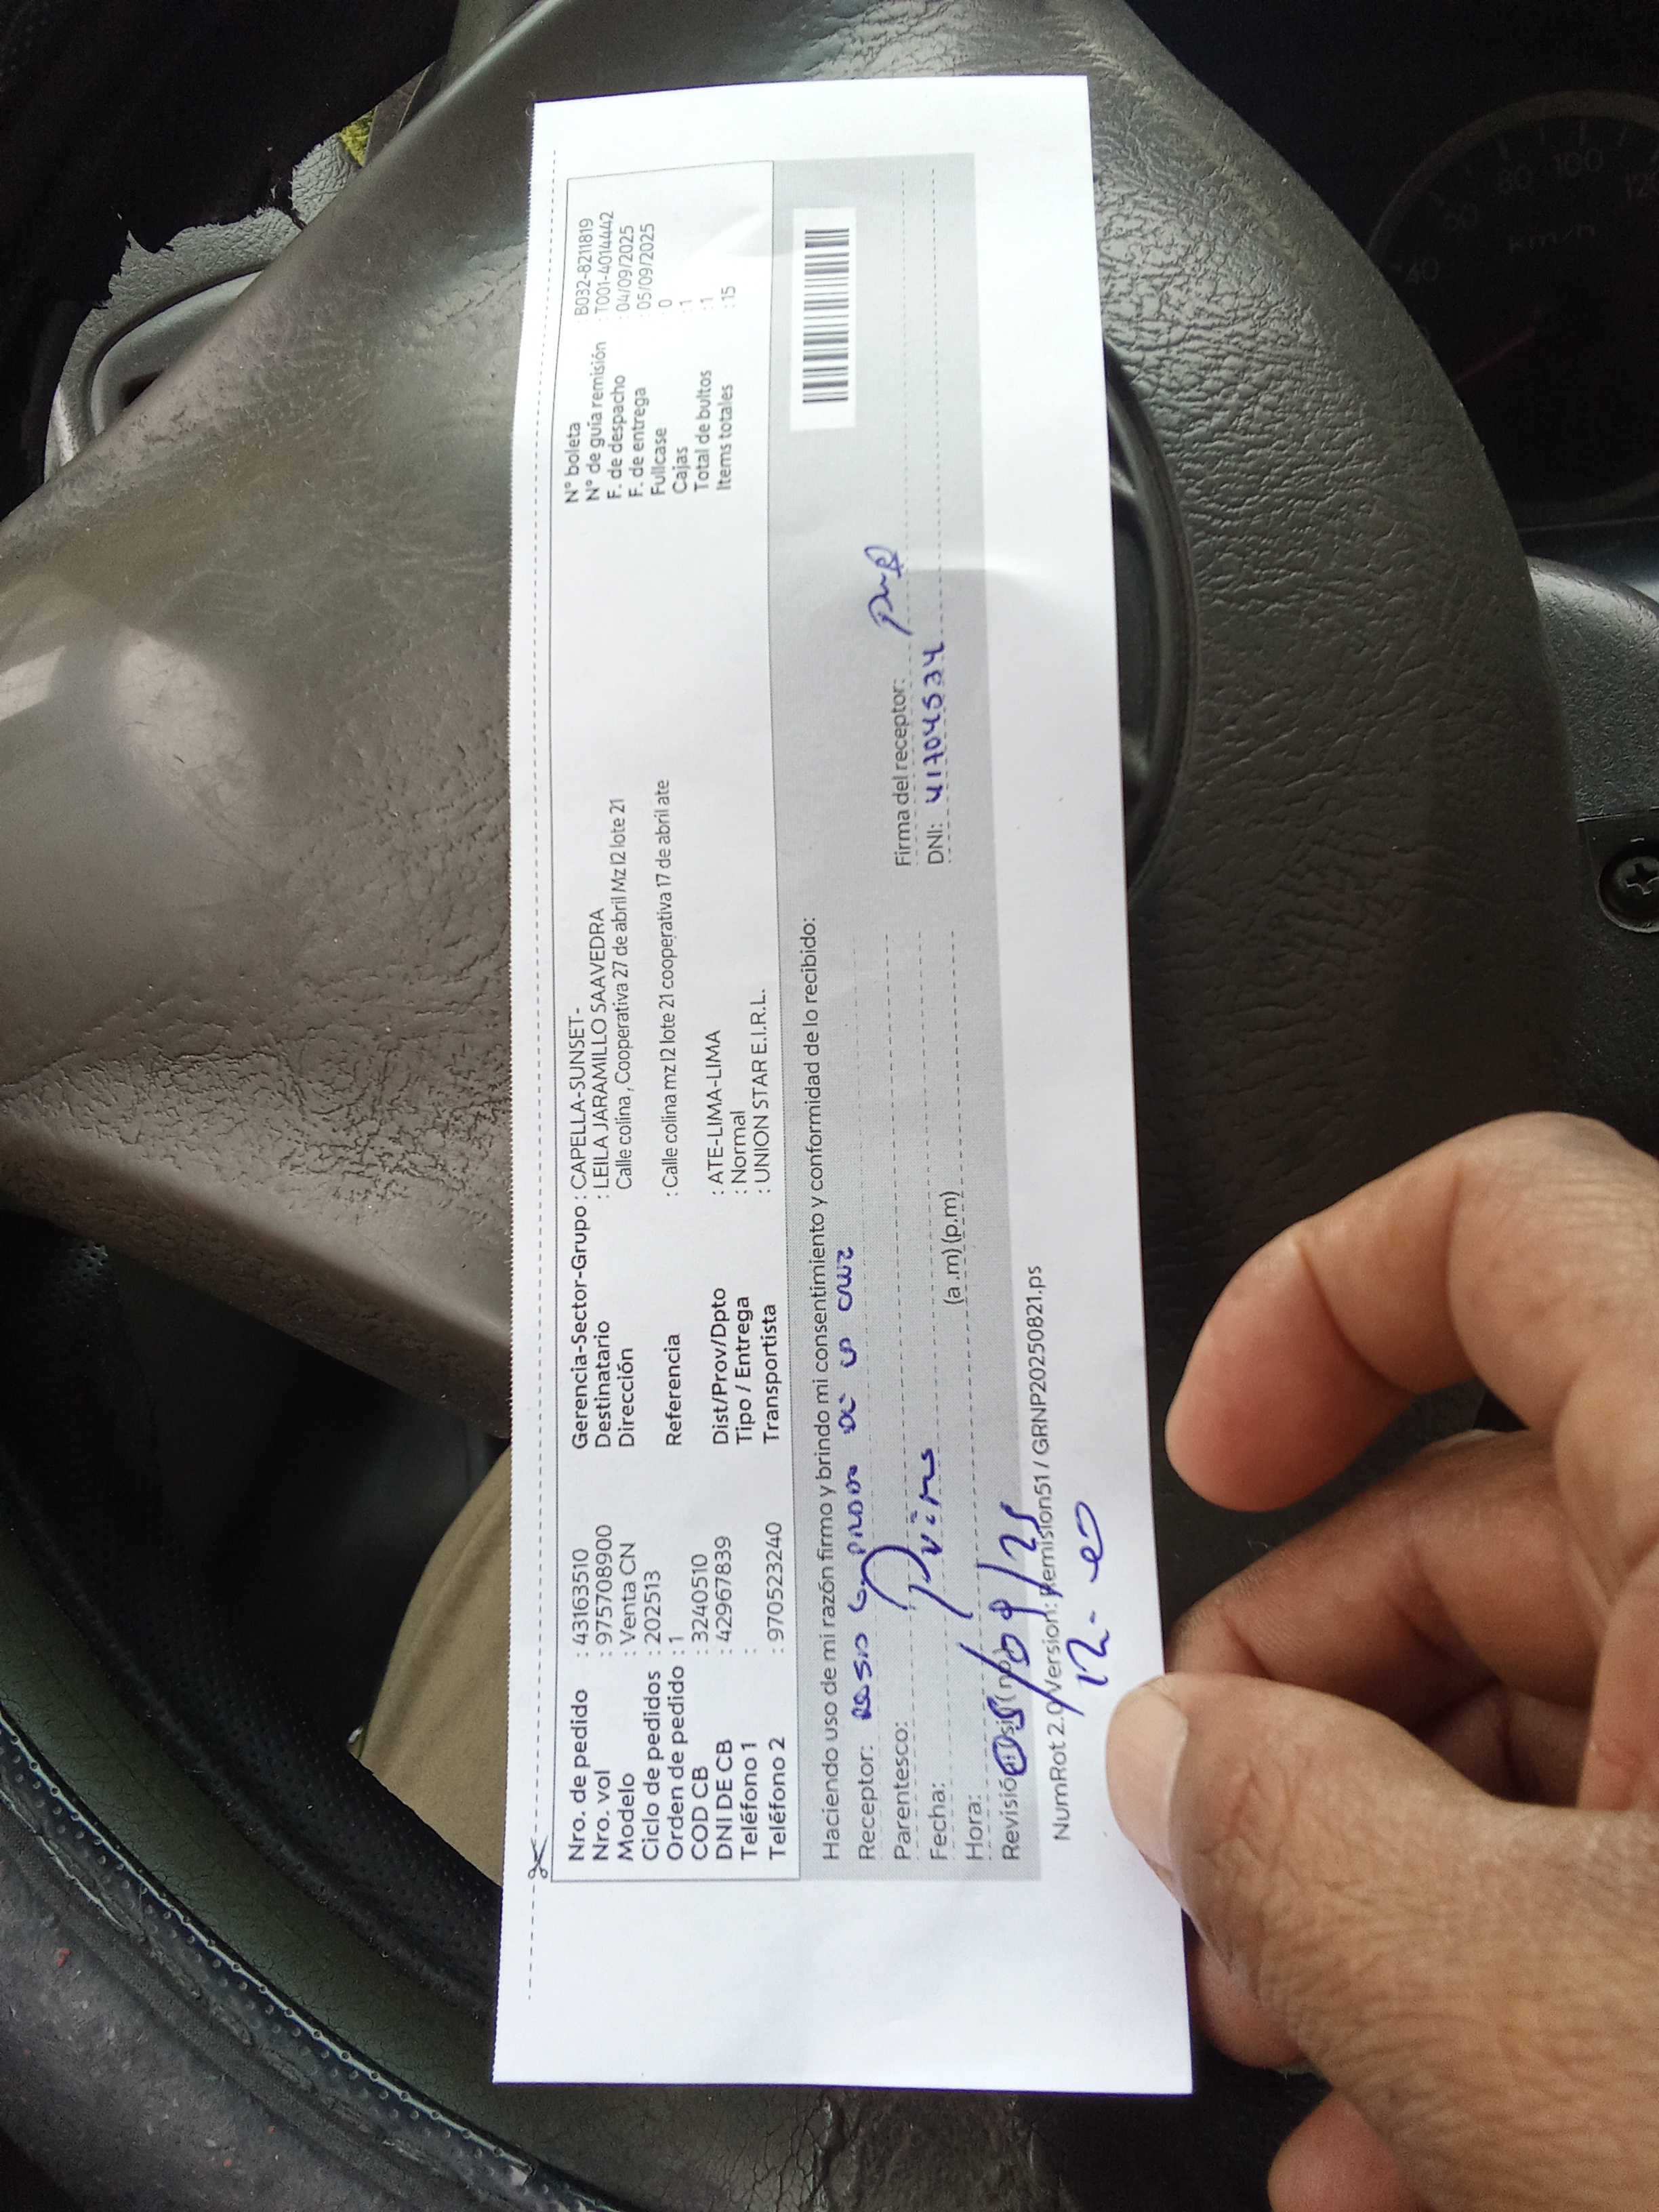 Nro. de pedido : 43163510
Nro. vol : 975708900
Modelo : Venta CN
Ciclo de pedidos : 202513
Orden de pedido : 1
COD CB : 3240510
DNI DE CB : 42967839
Teléfono 1 :
Teléfono 2 : 970523240
Gerencia-Sector-Grupo : CAPELLA-SUNSET-
Destinatario : LEILA JARAMILLO SAAVEDRA
Dirección Calle colina , Cooperativa 27 de abril Mz I2 lote 21
Referencia : Calle colina mz I2 lote 21 cooperativa 17 de abril ate
Dist/Prov/Dpto : ATE-LIMA-LIMA
Tipo / Entrega : Normal
Transportista : UNION STAR E.I.R.L.
N° boleta : B032-8211819
N° de guía remisión : T001-4014442
F. de despacho : 04/09/2025
F. de entrega : 05/09/2025
Fullcase : 0
Cajas : 1
Total de bultos : 1
Items totales : 15
Haciendo uso de mi razón firmo y brindo mi consentimiento y conformidad de lo recibido:
Receptor:
Parentesco:
Fecha:
Hora: (a.m) (p.m)
05/09/25
Firma del receptor:
DNI: 41704534
NumRot 2.0 Version: Remision51 / GRNP20250821.ps